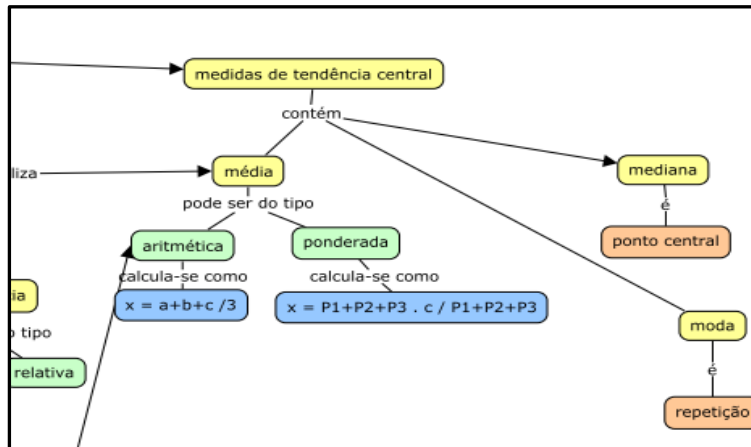 medidas de tendência central
contém
liza
média
mediana
pode ser do tipo
é
aritmética
ponderada
ponto central
calcula-se como
calcula-se como
ia
x = a+b+c /3
x = P1+P2+P3 . c / P1+P2+P3
moda
o tipo
relativa
é
repetição